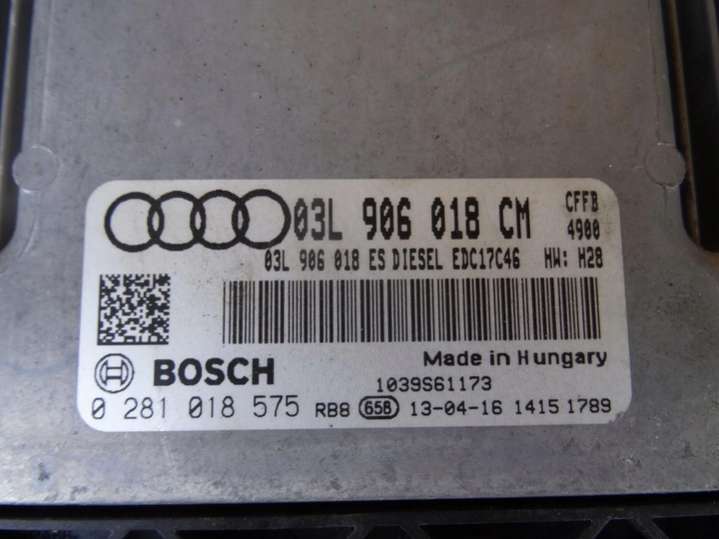 03L 906 018 CM CFFB
4900
03L 906 018 ES DIESEL EDC17C46 HW: H28
Made in Hungary
BOSCH
1039S61173
0 281 018 575 RB8 658 13-04-16 1415 1789